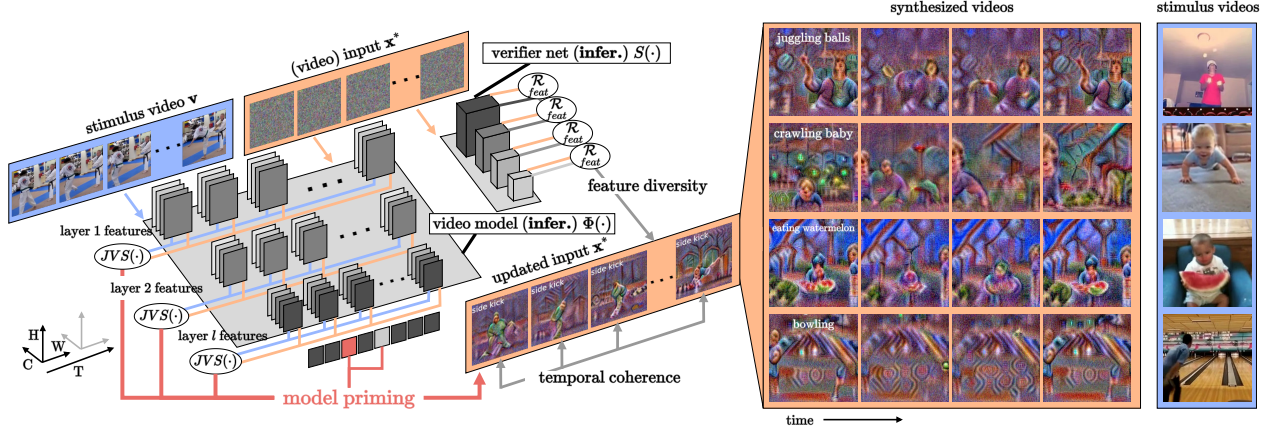 synthesized videos
stimulus videos
(video) input x*
verifier net (infer.) S(·)
stimulus video v
R
feat
R
feat
R
feat
R
feat
feature diversity
layer 1 features
JVS(·)
video model (infer.) Φ(·)
layer 2 features
JVS(·)
updated input x*
layer l features
JVS(·)
H
W
C
T
model priming
temporal coherence
Side kick
Side kick
Side kick
Side kick
juggling balls
crawling baby
eating watermelon
bowling
time